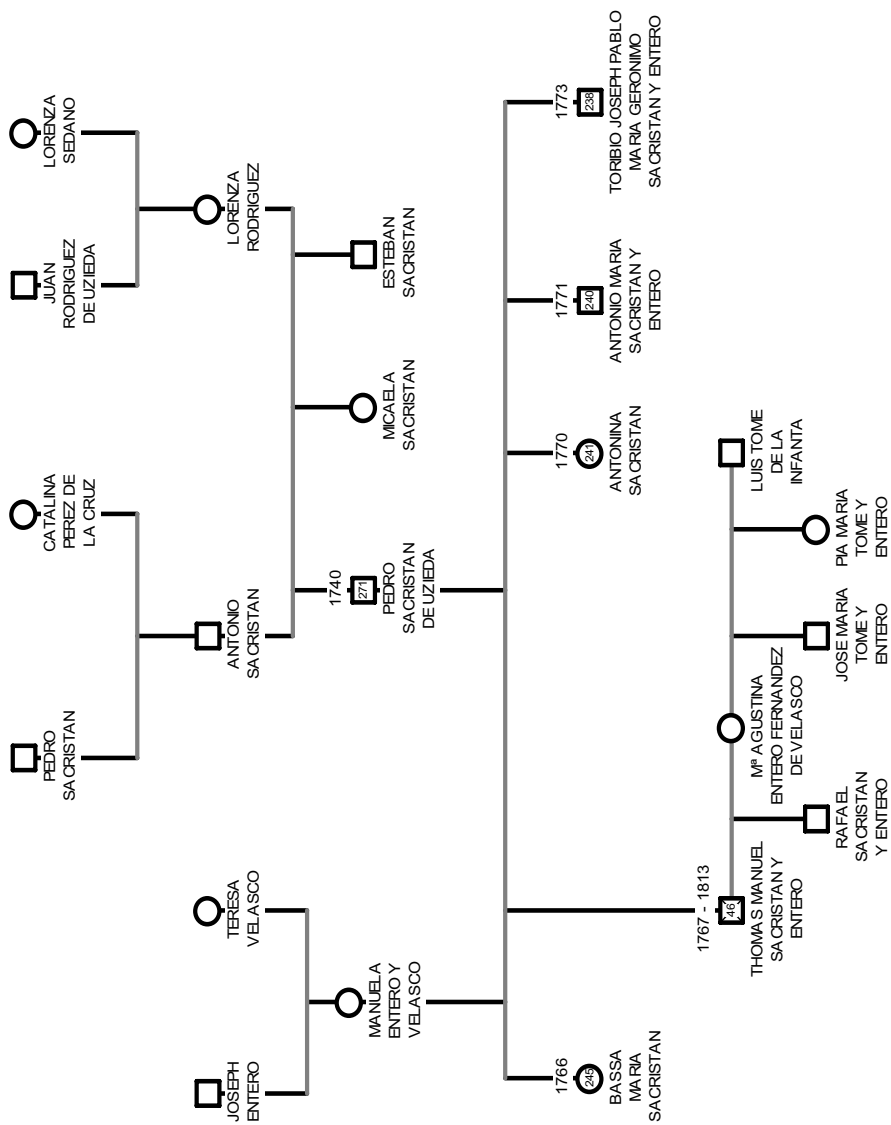 LORENZA
SEDANO
JUAN
RODRIGUEZ
DE UZIEDA
CATALINA
PEREZ DE
LA CRUZ
PEDRO
SACRISTAN
LORENZA
RODRIGUEZ
ANTONIO
SACRISTAN
TERESA
VELASCO
JOSEPH
ENTERO
ESTEBAN
SACRISTAN
MICAELA
SACRISTAN
1740
271
PEDRO
SACRISTAN
DE UZIEDA
MANUELA
ENTERO Y
VELASCO
1773
238
TORIBIO JOSEPH PABLO
MARIA GERONIMO
SACRISTAN Y ENTERO
1771
240
ANTONIO MARIA
SACRISTAN Y
ENTERO
1770
241
ANTONINA
SACRISTAN
1766
245
BASSA
MARIA
SACRISTAN
1767 - 1813
46
THOMAS MANUEL
SACRISTAN Y
ENTERO
Mª AGUSTINA
ENTERO FERNANDEZ
DE VELASCO
LUIS TOME
DE LA
INFANTA
RAFAEL
SACRISTAN
Y ENTERO
JOSE MARIA
TOME Y
ENTERO
PIA MARIA
TOME Y
ENTERO